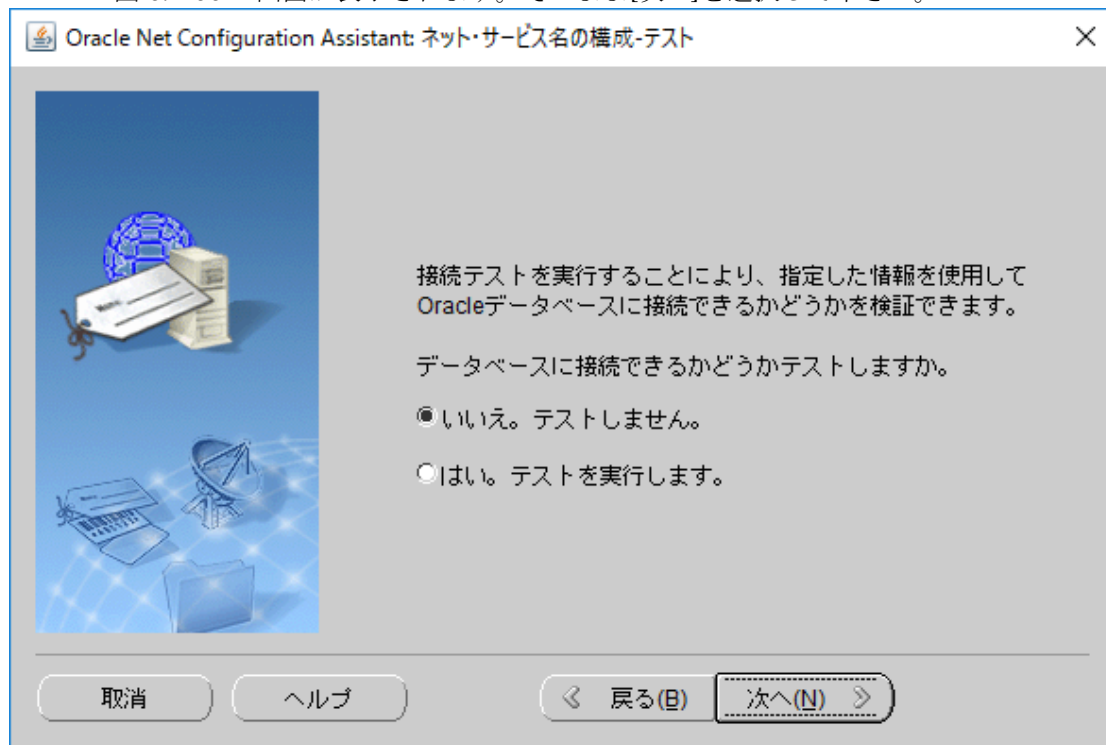 Oracle Net Configuration Assistant: ネット・サービス名の構成-テスト
接続テストを実行することにより、指定した情報を使用して
Oracleデータベースに接続できるかどうかを検証できます。
データベースに接続できるかどうかテストしますか。
いいえ。テストしません。
はい。テストを実行します。
取消
ヘルプ
戻る(B)
次へ(N)